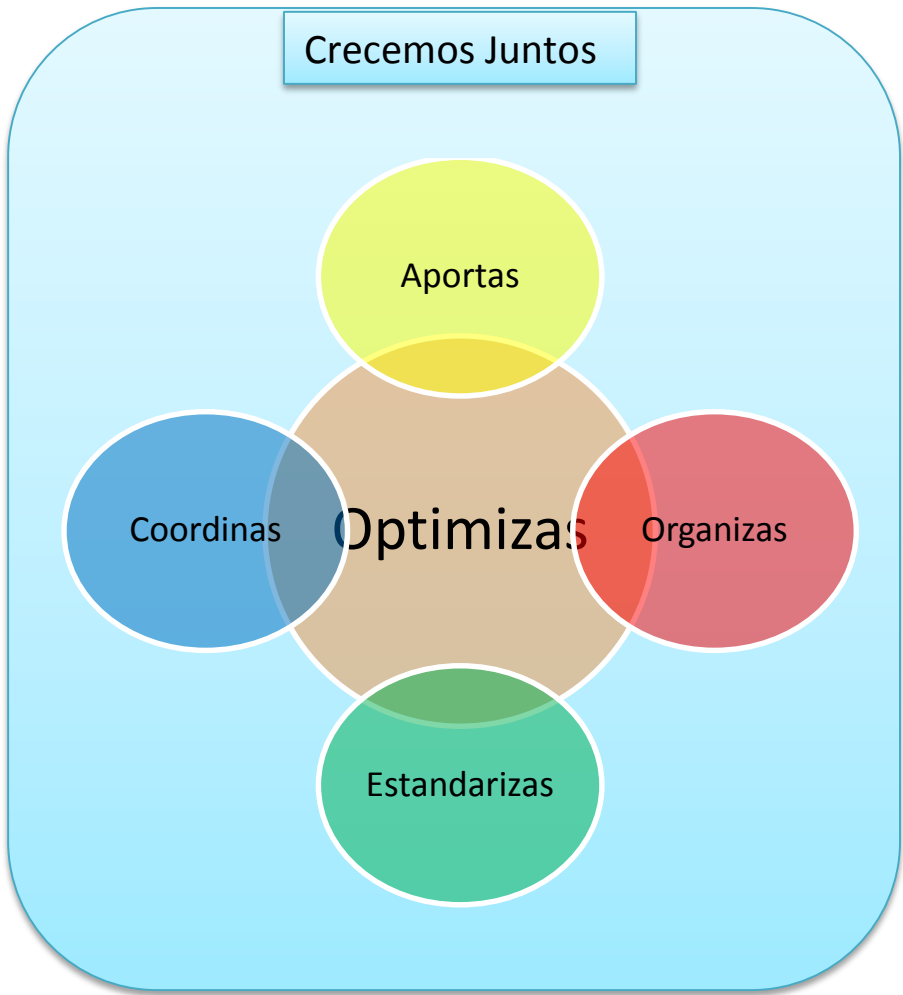 Crecemos Juntos
Aportas
Coordinas
Optimizas
Organizas
Estandarizas